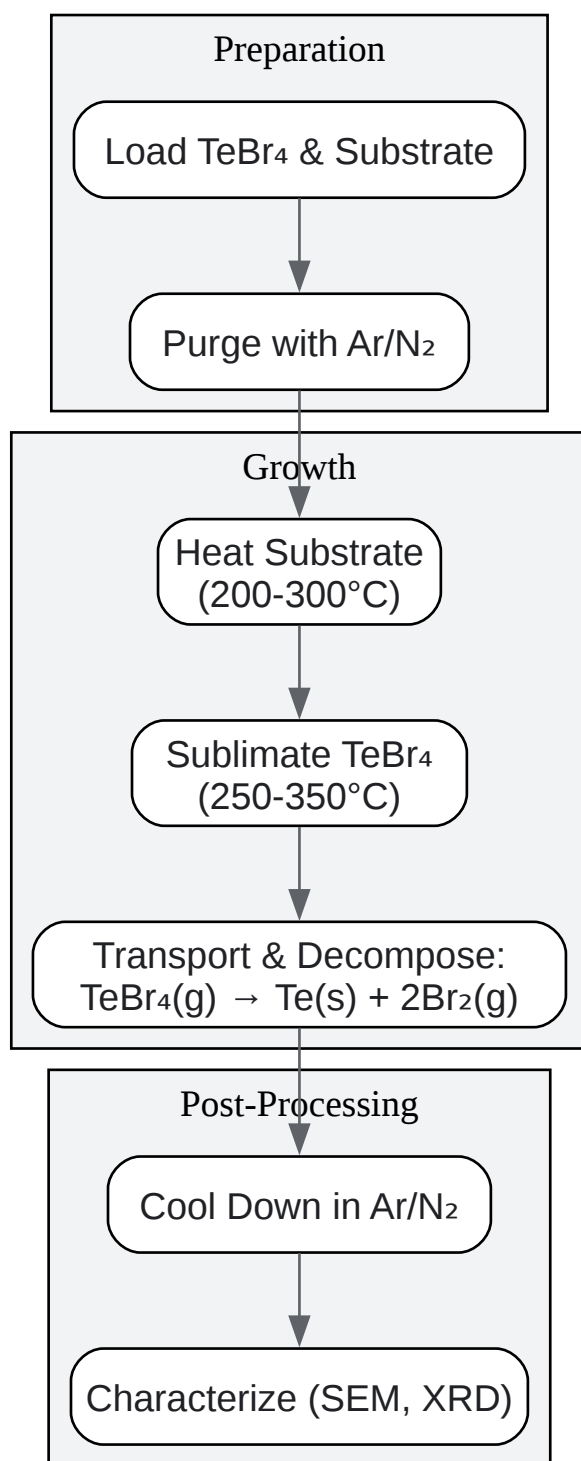 Preparation
Load TeBr₄ & Substrate
Purge with Ar/N₂
Growth
Heat Substrate
(200-300°C)
Sublimate TeBr₄
(250-350°C)
Transport & Decompose:
TeBr₄(g) → Te(s) + 2Br₂(g)
Post-Processing
Cool Down in Ar/N₂
Characterize (SEM, XRD)